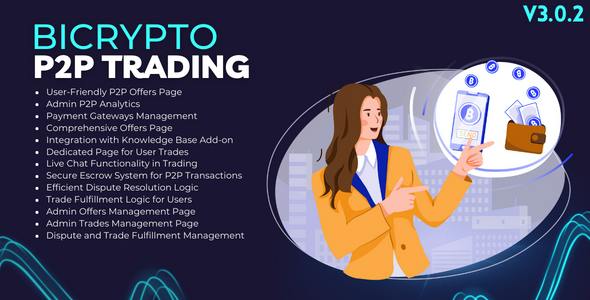 V3.0.2
BICRYPTO
P2P TRADING
User-Friendly P2P Offers Page
Admin P2P Analytics
Payment Gateways Management
Comprehensive Offers Page
Integration with Knowledge Base Add-on
Dedicated Page for User Trades
Live Chat Functionality in Trading
Secure Escrow System for P2P Transactions
Efficient Dispute Resolution Logic
Trade Fulfillment Logic for Users
Admin Offers Management Page
Admin Trades Management Page
Dispute and Trade Fulfillment Management